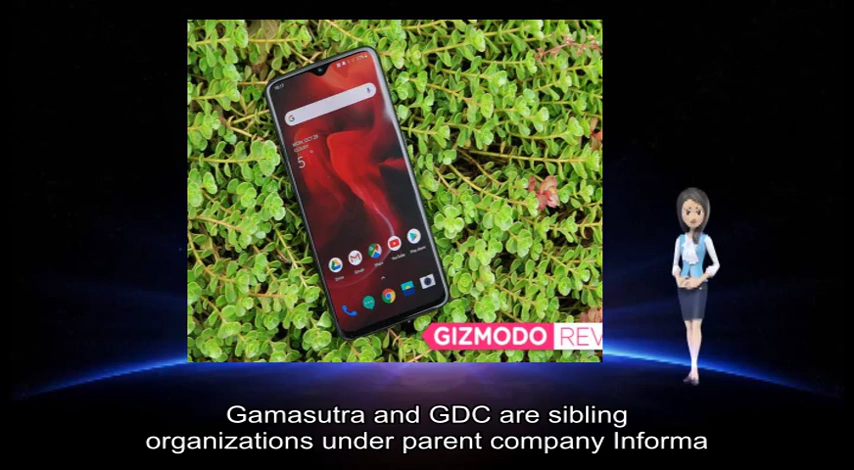 GIZMODO REV
Gamasutra and GDC are sibling
organizations under parent company Informa